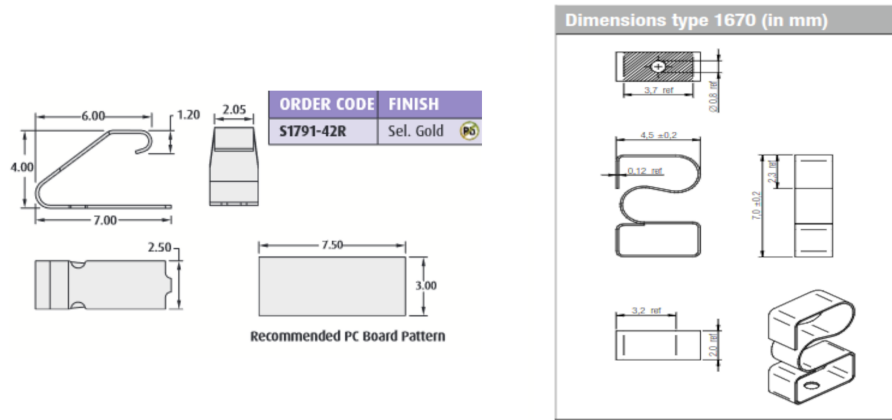 6.00
1.20
2.05
4.00
7.00
ORDER CODE FINISH
S1791-42R Sel. Gold Pb
2.50
7.50
3.00
Recommended PC Board Pattern
Dimensions type 1670 (in mm)
3,7 ref
Ø 0,8 ref
4,5 ±0,2
0,12 ref
7,0 ±0,2
2,3 ref
3,2 ref
2,0 ref